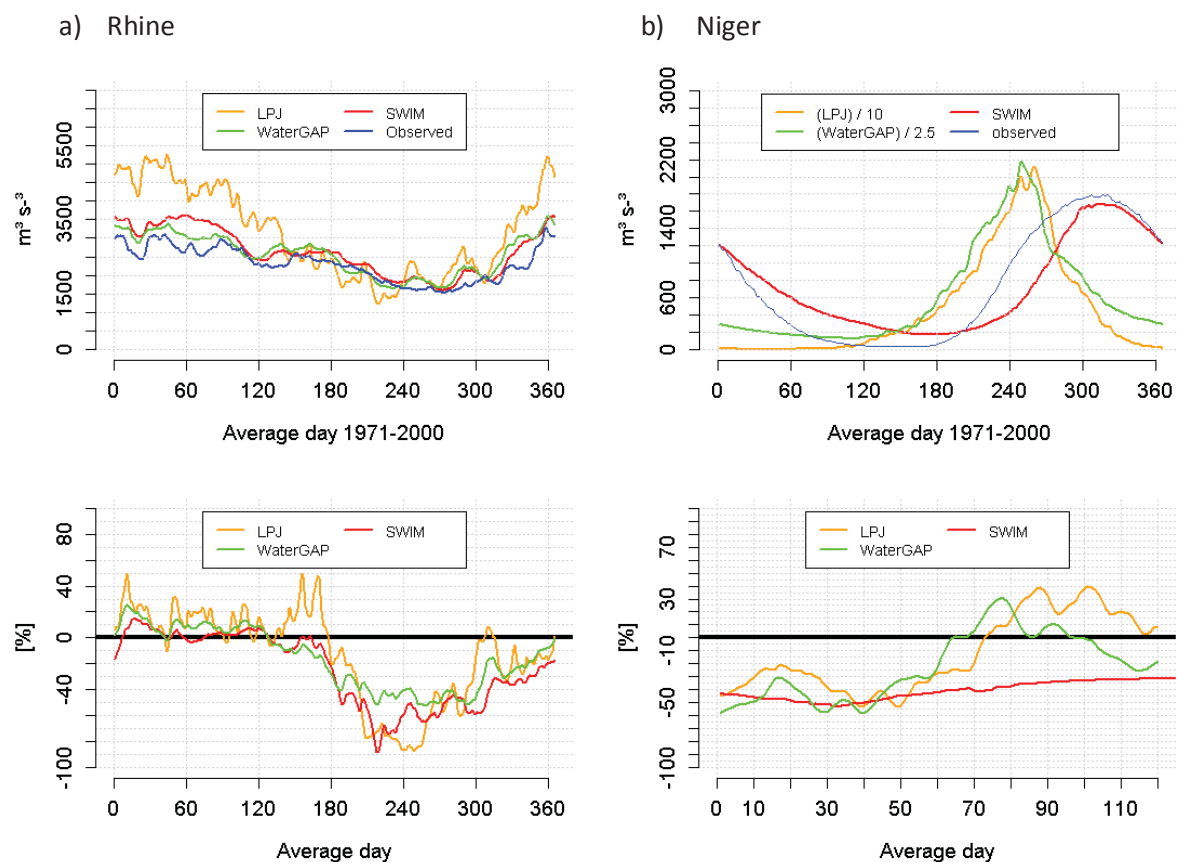 a) Rhine
b) Niger
LPJ SWIM
WaterGAP Observed
m³ s-³
0 1500 3500 5500
0 60 120 180 240 300 360
Average day 1971-2000
(LPJ) / 10 SWIM
(WaterGAP) / 2.5 observed
m³ s-³
0 600 1400 2200 3000
0 60 120 180 240 300 360
Average day 1971-2000
LPJ SWIM
WaterGAP
[%]
-100 -40 0 40 80
0 60 120 180 240 300 360
Average day
LPJ SWIM
WaterGAP
[%]
-100 -50 -10 30 70
0 10 30 50 70 90 110
Average day